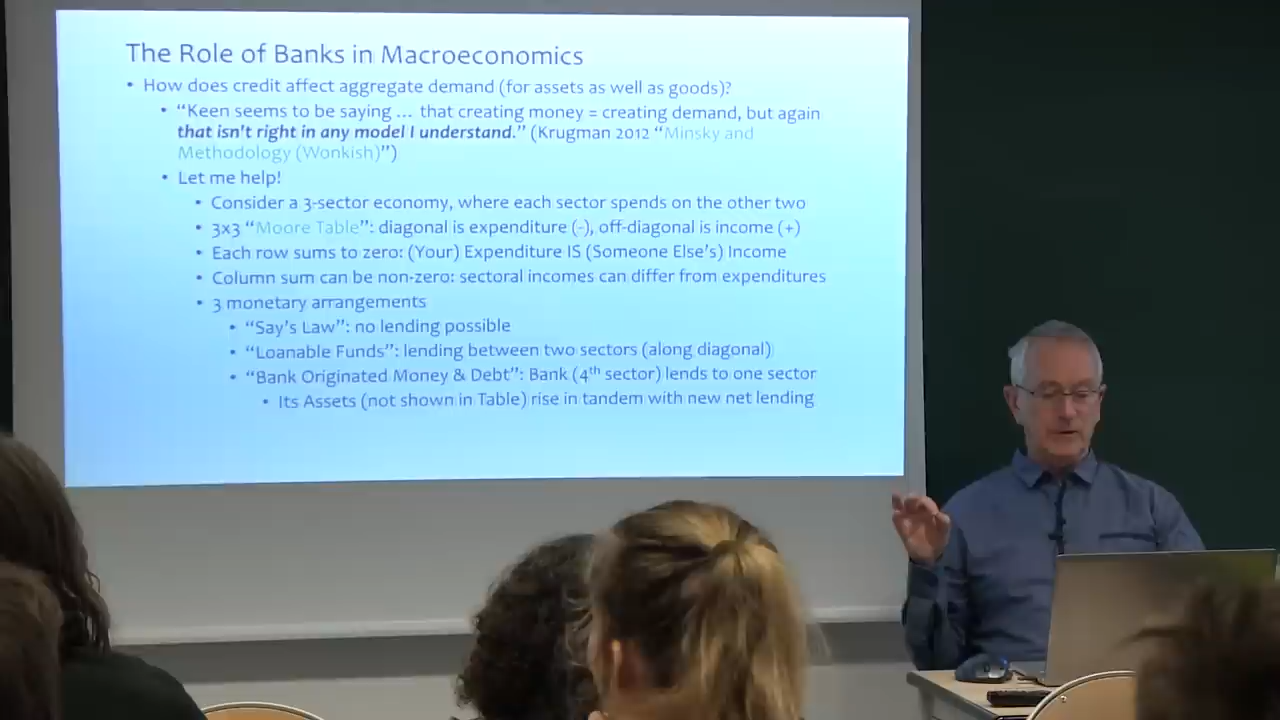 The Role of Banks in Macroeconomics
• How does credit affect aggregate demand (for assets as well as goods)?
• “Keen seems to be saying … that creating money = creating demand, but again
that isn't right in any model I understand.” (Krugman 2012 “Minsky and
Methodology (Wonkish)”)
• Let me help!
• Consider a 3-sector economy, where each sector spends on the other two
• 3x3 “Moore Table”: diagonal is expenditure (-), off-diagonal is income (+)
• Each row sums to zero: (Your) Expenditure IS (Someone Else’s) Income
• Column sum can be non-zero: sectoral incomes can differ from expenditures
• 3 monetary arrangements
• “Say’s Law”: no lending possible
• “Loanable Funds”: lending between two sectors (along diagonal)
• “Bank Originated Money & Debt”: Bank (4th sector) lends to one sector
• Its Assets (not shown in Table) rise in tandem with new net lending